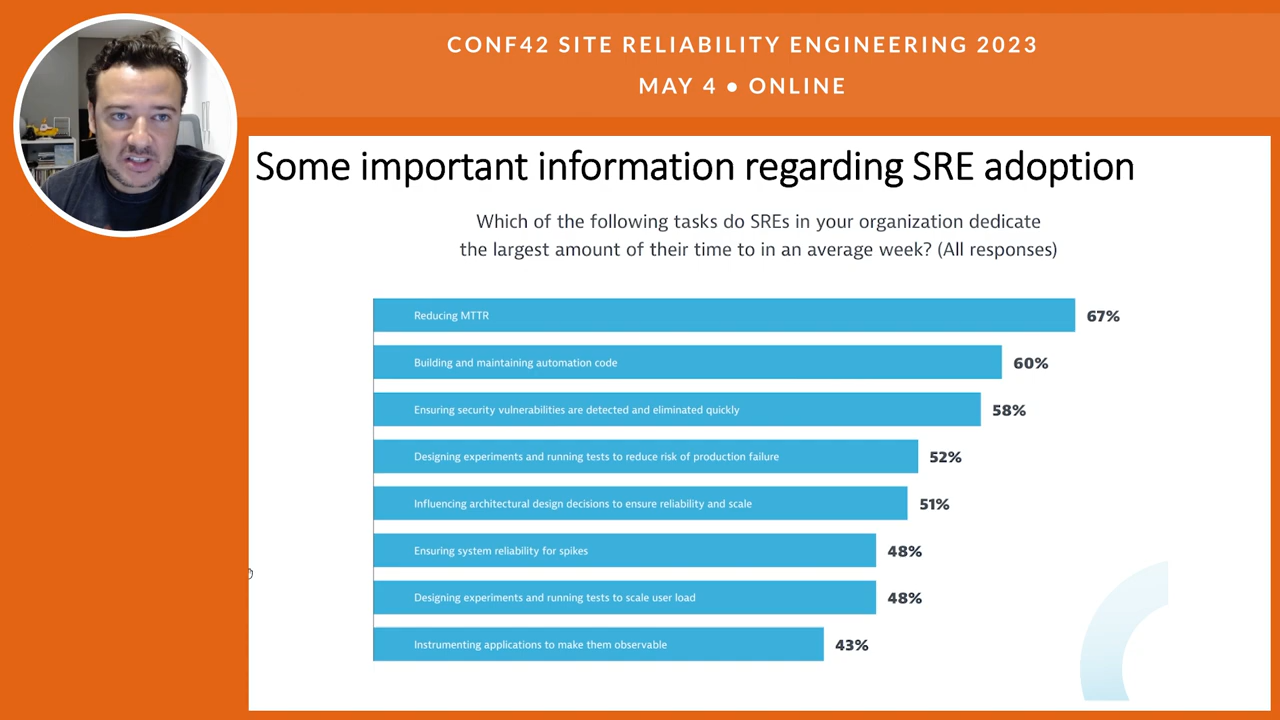 CONF42 SITE RELIABILITY ENGINEERING 2023
MAY 4 • ONLINE
Some important information regarding SRE adoption
Which of the following tasks do SREs in your organization dedicate
the largest amount of their time to in an average week? (All responses)
Reducing MTTR 67%
Building and maintaining automation code 60%
Ensuring security vulnerabilities are detected and eliminated quickly 58%
Designing experiments and running tests to reduce risk of production failure 52%
Influencing architectural design decisions to ensure reliability and scale 51%
Ensuring system reliability for spikes 48%
Designing experiments and running tests to scale user load 48%
Instrumenting applications to make them observable 43%